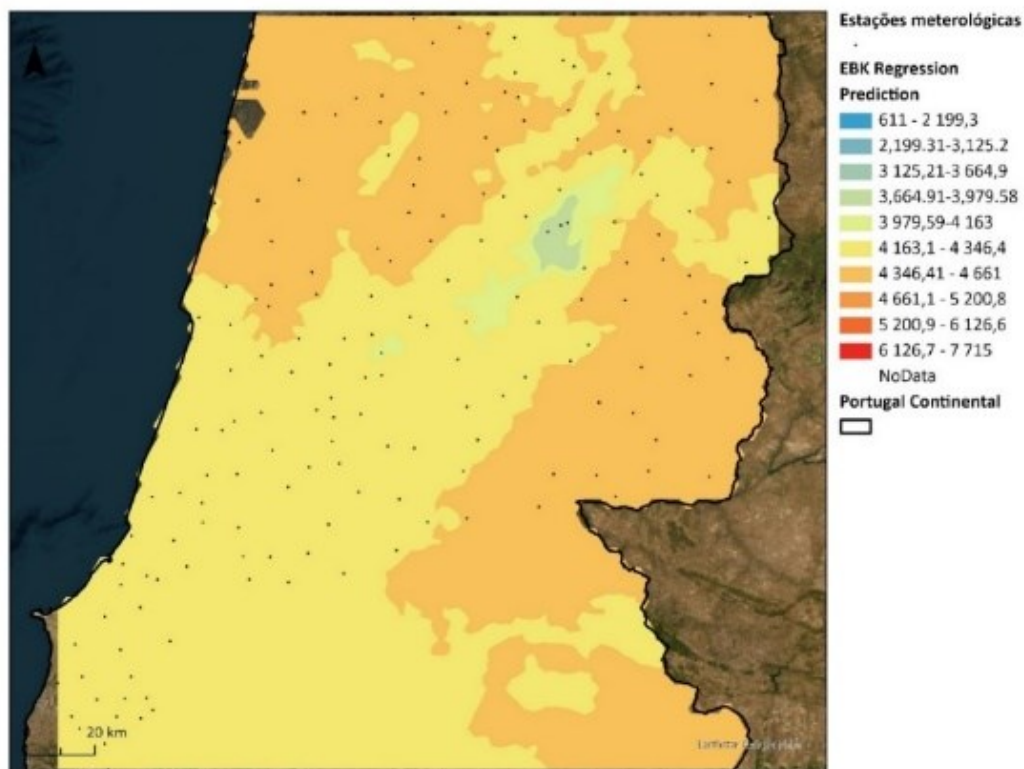 Estações meterológicas
EBK Regression
Prediction
611 - 2 199,3
2,199.31-3,125.2
3 125,21-3 664,9
3,664.91-3,979.58
3 979,59-4 163
4 163,1 - 4 346,4
4 346,41 - 4 661
4 661,1 - 5 200,8
5 200,9 - 6 126,6
6 126,7 - 7 715
NoData
Portugal Continental
20 km